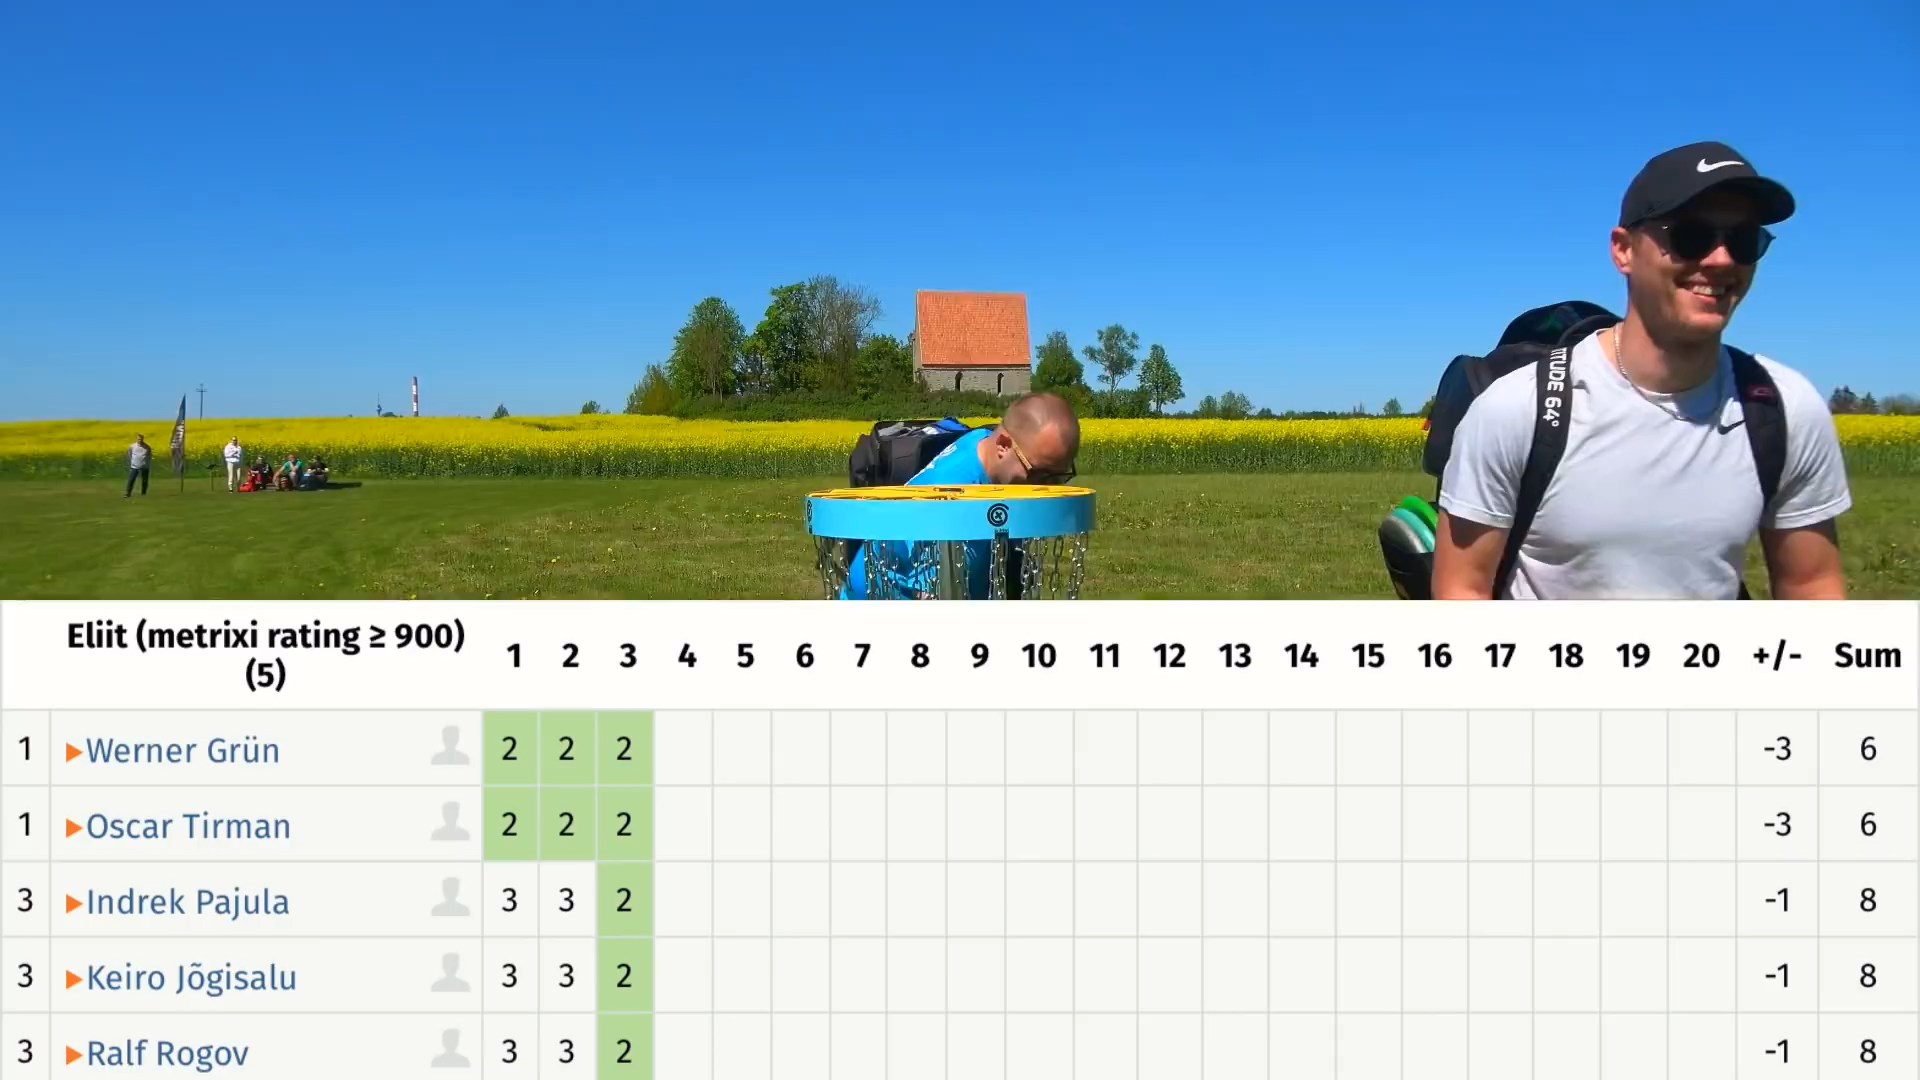 TITUDE 64°
Eliit (metrixi rating ≥ 900) (5) 1 2 3 4 5 6 7 8 9 10 11 12 13 14 15 16 17 18 19 20 +/- Sum
1 Werner Grün 2 2 2 -3 6
1 Oscar Tirman 2 2 2 -3 6
3 Indrek Pajula 3 3 2 -1 8
3 Keiro Jõgisalu 3 3 2 -1 8
3 Ralf Rogov 3 3 2 -1 8